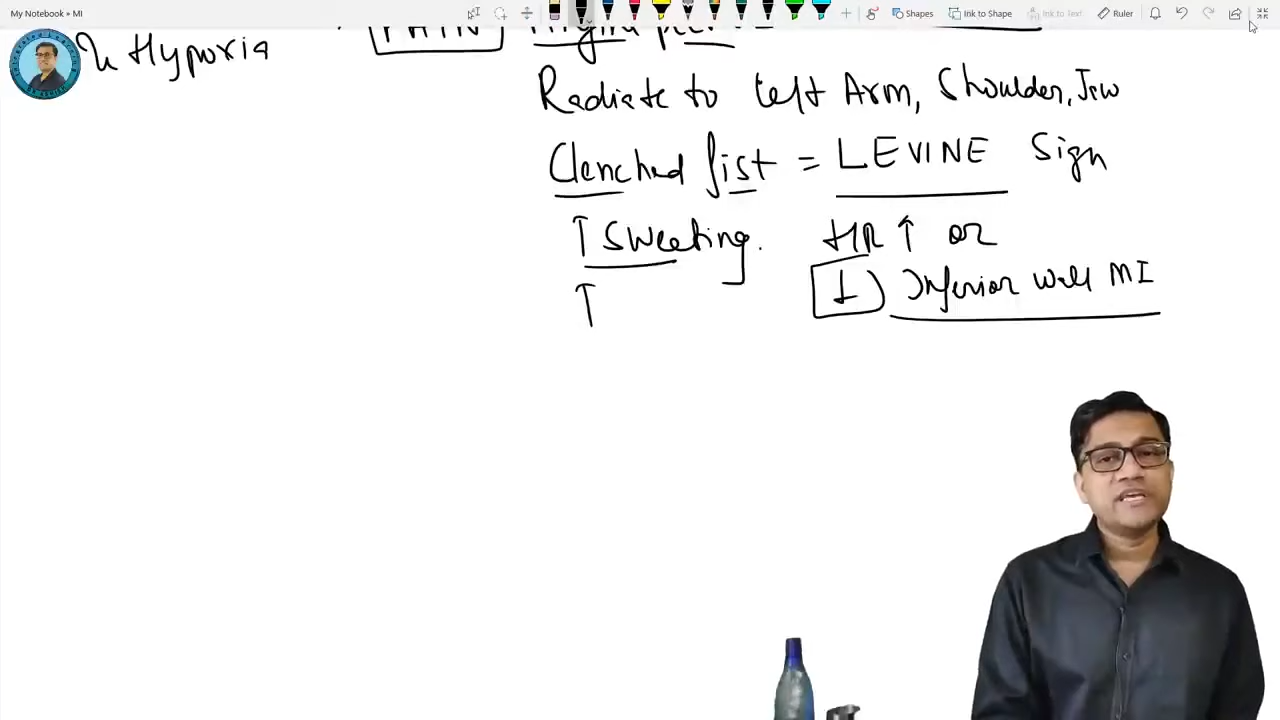 My Notebook » MI
Shapes Ink to Shape Ink to Text Ruler
Hypoxia
PAIN
Radiate to left Arm, Shoulder, Jaw
Clenched fist = LEVINE Sign
↑ Sweating. HR ↑ or
↑ ↓ Inferior wall MI